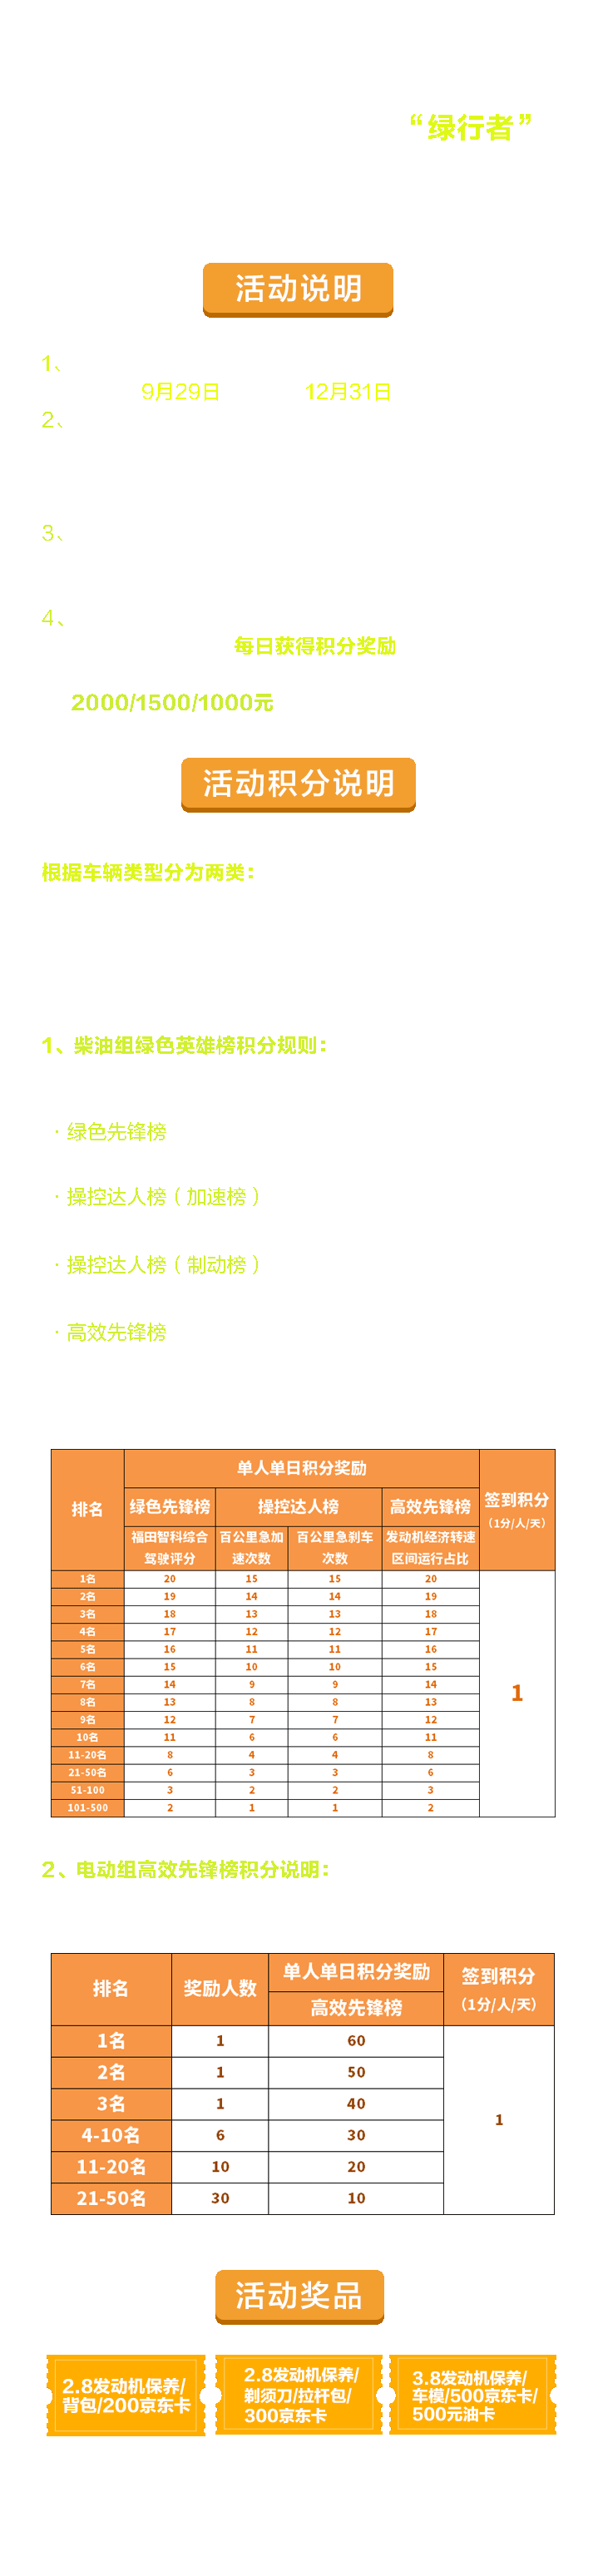 “绿行者”
活动说明
1、
9月29日 12月31日
2、
3、
4、
每日获得积分奖励
2000/1500/1000元
活动积分说明
根据车辆类型分为两类：
1、柴油组绿色英雄榜积分规则：
· 绿色先锋榜
· 操控达人榜（加速榜）
· 操控达人榜（制动榜）
· 高效先锋榜
排名 单人单日积分奖励 签到积分（1分/人/天）
绿色先锋榜 操控达人榜 高效先锋榜
福田智科综合驾驶评分 百公里急加速次数 百公里急刹车次数 发动机经济转速区间运行占比
1名 20 15 15 20 1
2名 19 14 14 19
3名 18 13 13 18
4名 17 12 12 17
5名 16 11 11 16
6名 15 10 10 15
7名 14 9 9 14
8名 13 8 8 13
9名 12 7 7 12
10名 11 6 6 11
11-20名 8 4 4 8
21-50名 6 3 3 6
51-100 3 2 2 3
101-500 2 1 1 2
2、电动组高效先锋榜积分说明：
排名 奖励人数 单人单日积分奖励 签到积分
高效先锋榜 （1分/人/天）
1名 1 60 1
2名 1 50
3名 1 40
4-10名 6 30
11-20名 10 20
21-50名 30 10
活动奖品
2.8发动机保养/
背包/200京东卡
2.8发动机保养/
剃须刀/拉杆包/
300京东卡
3.8发动机保养/
车模/500京东卡/
500元油卡